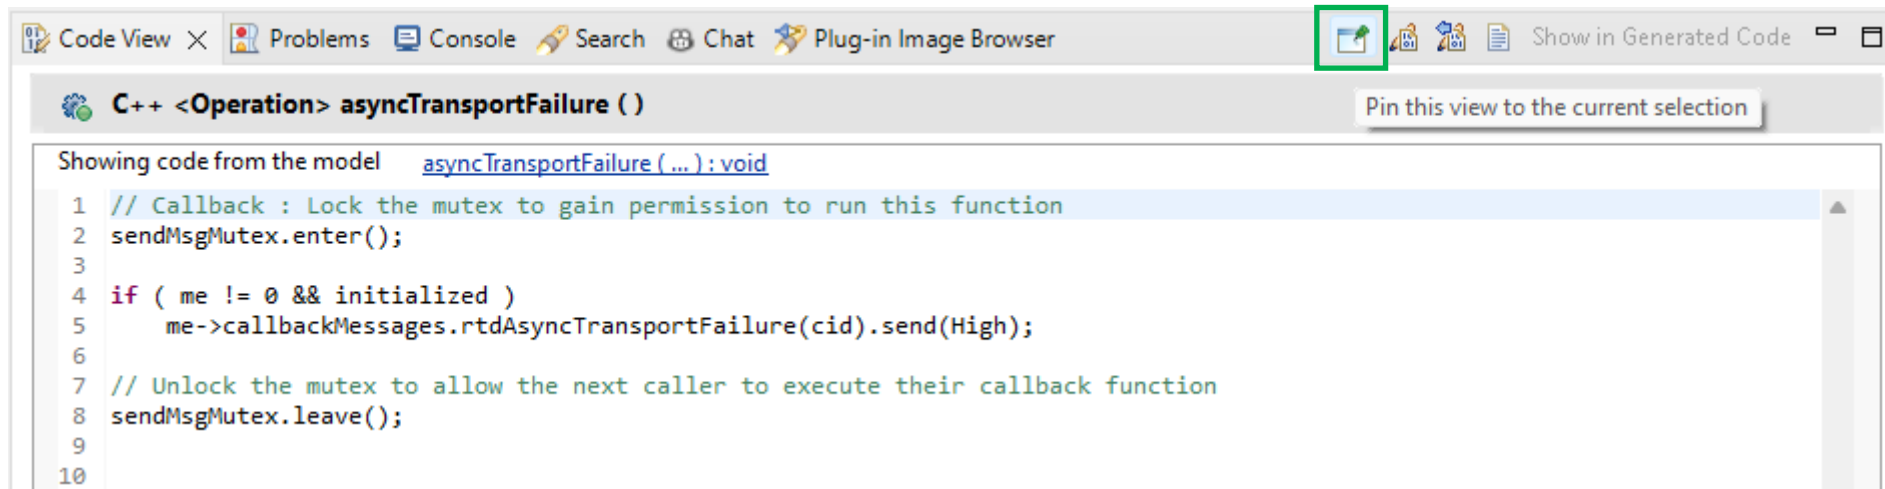 Code View Problems Console Search Chat Plug-in Image Browser Show in Generated Code
C++ <Operation> asyncTransportFailure ( )
Pin this view to the current selection
Showing code from the model asyncTransportFailure ( ... ) : void
1 // Callback : Lock the mutex to gain permission to run this function
2 sendMsgMutex.enter();
3
4 if ( me != 0 && initialized )
5     me->callbackMessages.rtdAsyncTransportFailure(cid).send(High);
6
7 // Unlock the mutex to allow the next caller to execute their callback function
8 sendMsgMutex.leave();
9
10